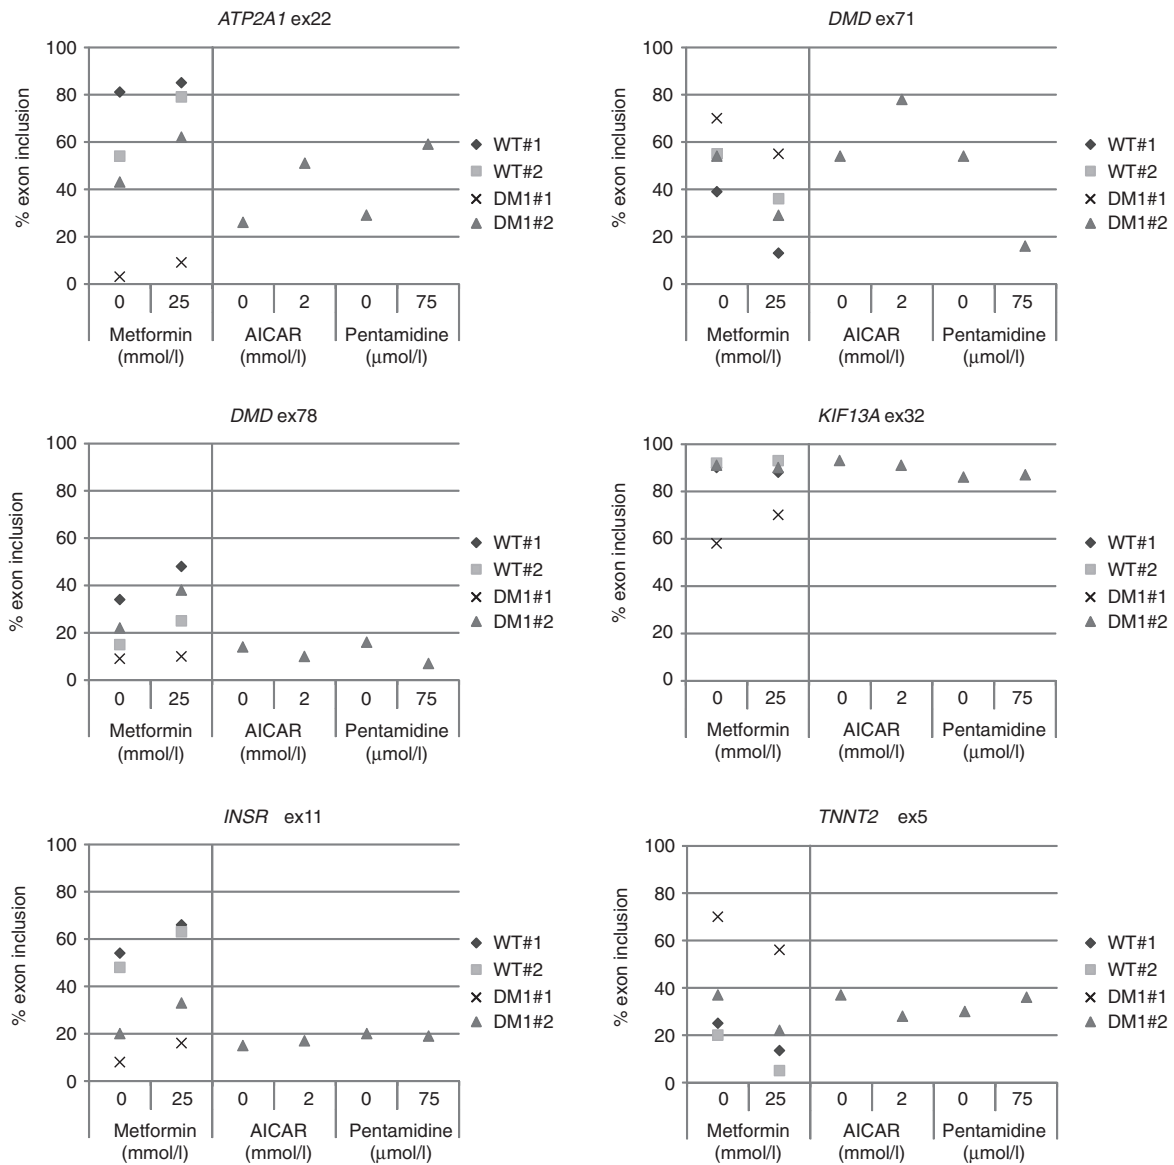 ATP2A1 ex22
% exon inclusion
100
80
60
40
20
0
0 25 0 2 0 75
Metformin AICAR Pentamidine
(mmol/l) (mmol/l) (μmol/l)
WT#1
WT#2
DM1#1
DM1#2
DMD ex71
% exon inclusion
100
80
60
40
20
0
0 25 0 2 0 75
Metformin AICAR Pentamidine
(mmol/l) (mmol/l) (μmol/l)
WT#1
WT#2
DM1#1
DM1#2
DMD ex78
% exon inclusion
100
80
60
40
20
0
0 25 0 2 0 75
Metformin AICAR Pentamidine
(mmol/l) (mmol/l) (μmol/l)
WT#1
WT#2
DM1#1
DM1#2
KIF13A ex32
% exon inclusion
100
80
60
40
20
0
0 25 0 2 0 75
Metformin AICAR Pentamidine
(mmol/l) (mmol/l) (μmol/l)
WT#1
WT#2
DM1#1
DM1#2
INSR ex11
% exon inclusion
100
80
60
40
20
0
0 25 0 2 0 75
Metformin AICAR Pentamidine
(mmol/l) (mmol/l) (μmol/l)
WT#1
WT#2
DM1#1
DM1#2
TNNT2 ex5
% exon inclusion
100
80
60
40
20
0
0 25 0 2 0 75
Metformin AICAR Pentamidine
(mmol/l) (mmol/l) (μmol/l)
WT#1
WT#2
DM1#1
DM1#2